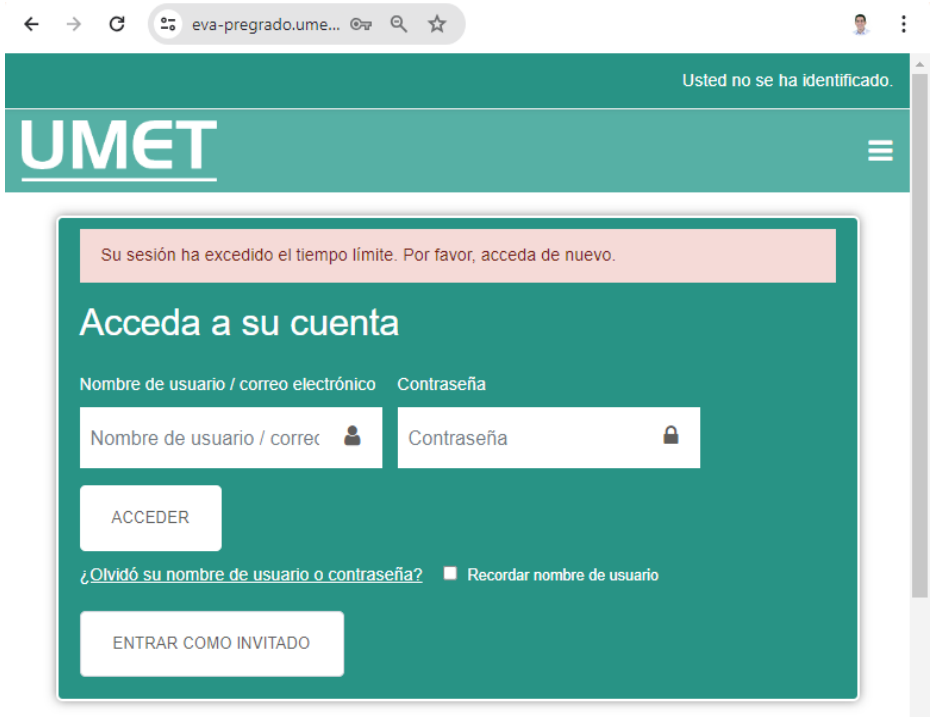 eva-pregrado.ume...
Usted no se ha identificado.
UMET
Su sesión ha excedido el tiempo límite. Por favor, acceda de nuevo.
Acceda a su cuenta
Nombre de usuario / correo electrónico Contraseña
Nombre de usuario / correc Contraseña
ACCEDER
¿Olvidó su nombre de usuario o contraseña? Recordar nombre de usuario
ENTRAR COMO INVITADO